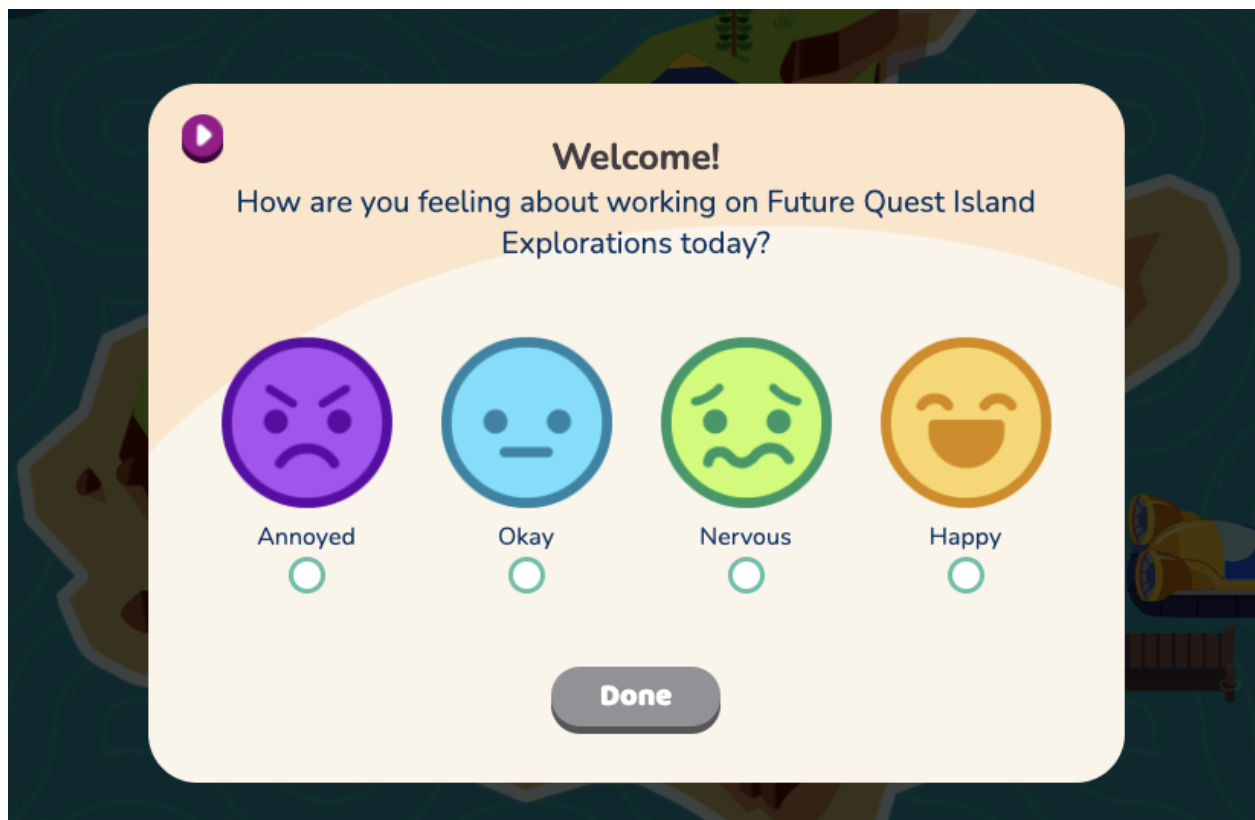 Welcome!
How are you feeling about working on Future Quest Island
Explorations today?
Annoyed
Okay
Nervous
Happy
Done